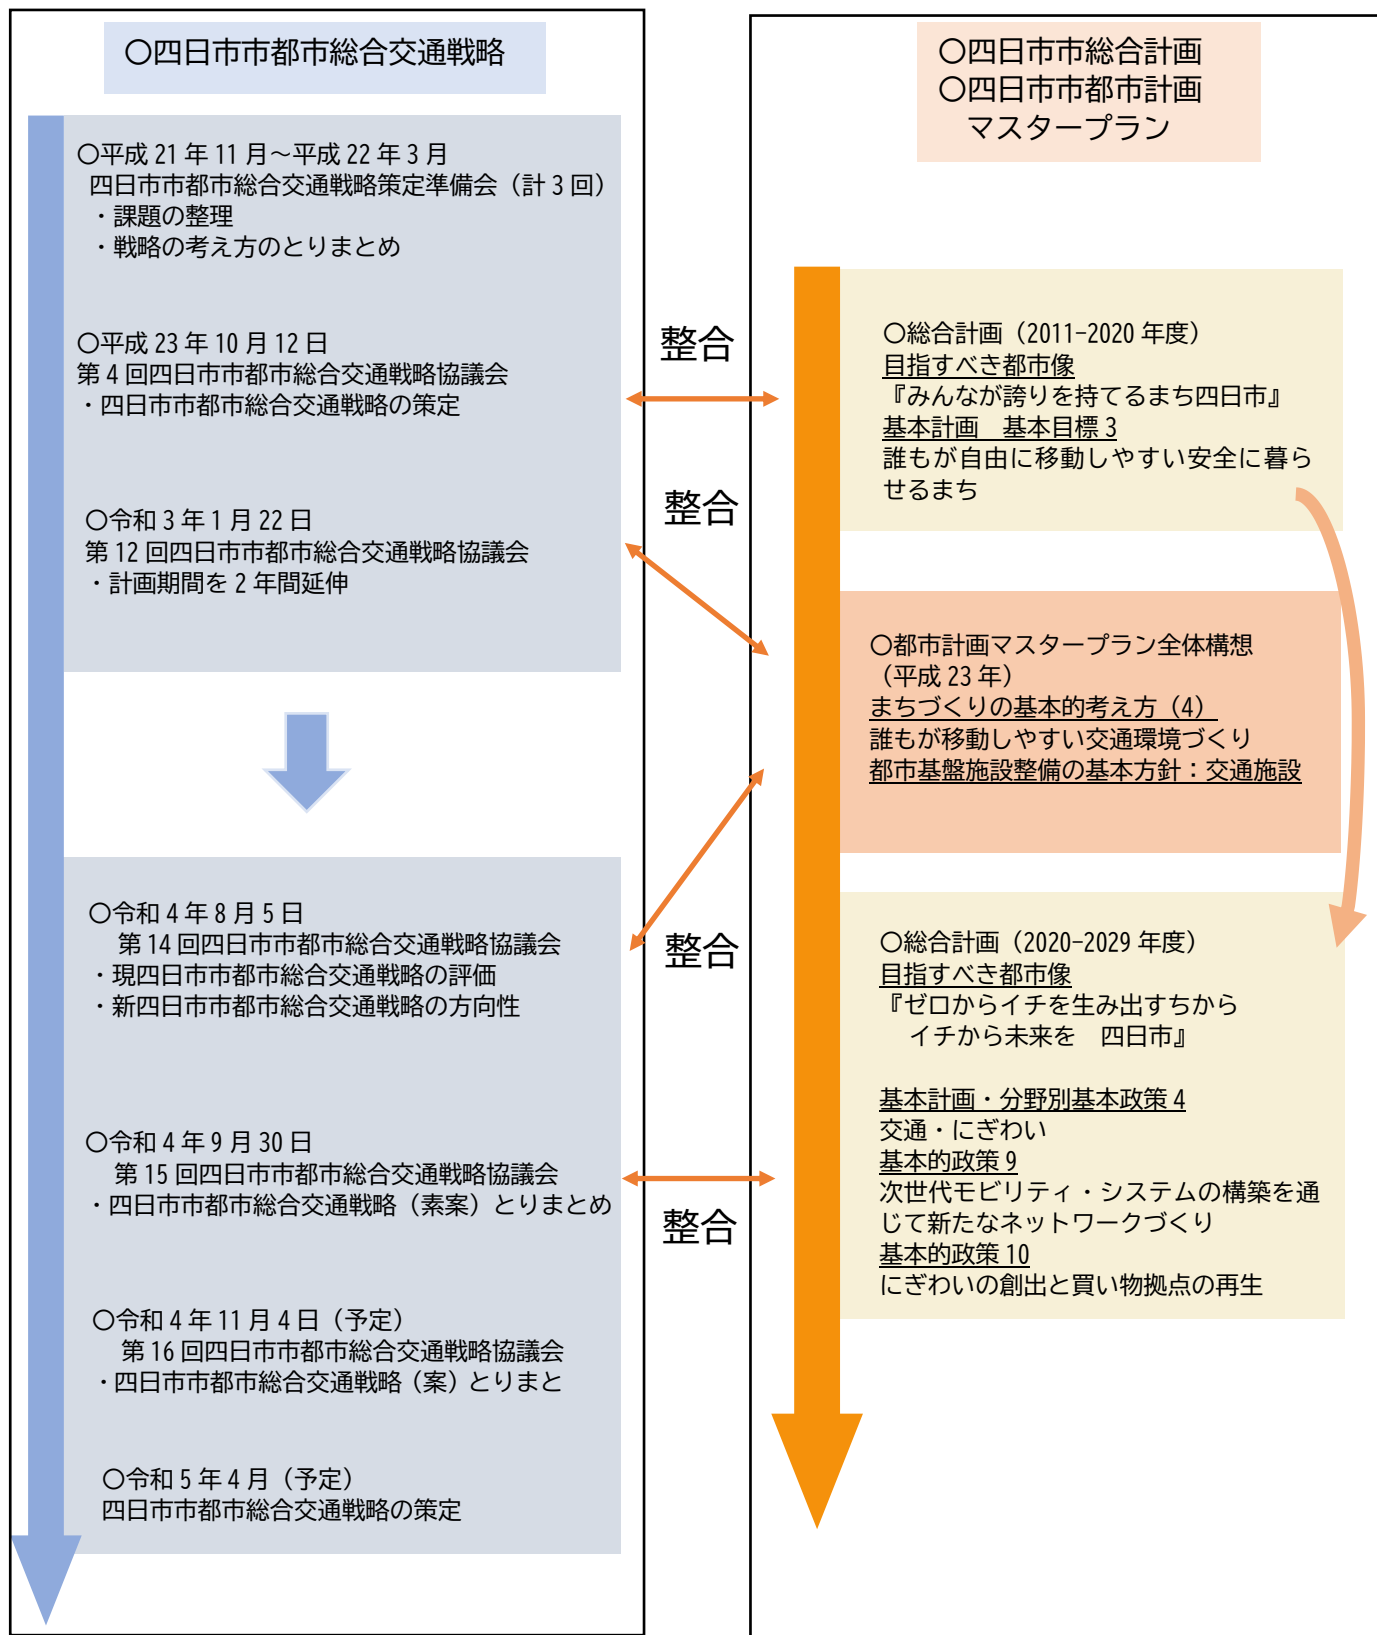 〇四日市市都市総合交通戦略
〇平成 21 年 11 月～平成 22 年 3 月
四日市市都市総合交通戦略策定準備会（計 3 回）
・課題の整理
・戦略の考え方のとりまとめ
〇平成 23 年 10 月 12 日
第 4 回四日市市都市総合交通戦略協議会
・四日市市都市総合交通戦略の策定
〇令和 3 年 1 月 22 日
第 12 回四日市市都市総合交通戦略協議会
・計画期間を 2 年間延伸
〇令和 4 年 8 月 5 日
第 14 回四日市市都市総合交通戦略協議会
・現四日市市都市総合交通戦略の評価
・新四日市市都市総合交通戦略の方向性
〇令和 4 年 9 月 30 日
第 15 回四日市市都市総合交通戦略協議会
・四日市市都市総合交通戦略（素案）とりまとめ
〇令和 4 年 11 月 4 日（予定）
第 16 回四日市市都市総合交通戦略協議会
・四日市市都市総合交通戦略（案）とりまと
〇令和 5 年 4 月（予定）
四日市市都市総合交通戦略の策定
整合
整合
整合
整合
〇四日市市総合計画
〇四日市市都市計画
マスタープラン
〇総合計画（2011-2020 年度）
目指すべき都市像
『みんなが誇りを持てるまち四日市』
基本計画　基本目標 3
誰もが自由に移動しやすい安全に暮ら
せるまち
〇都市計画マスタープラン全体構想
（平成 23 年）
まちづくりの基本的考え方（4）
誰もが移動しやすい交通環境づくり
都市基盤施設整備の基本方針：交通施設
〇総合計画（2020-2029 年度）
目指すべき都市像
『ゼロからイチを生み出すちから
イチから未来を　四日市』
基本計画・分野別基本政策 4
交通・にぎわい
基本的政策 9
次世代モビリティ・システムの構築を通
じて新たなネットワークづくり
基本的政策 10
にぎわいの創出と買い物拠点の再生